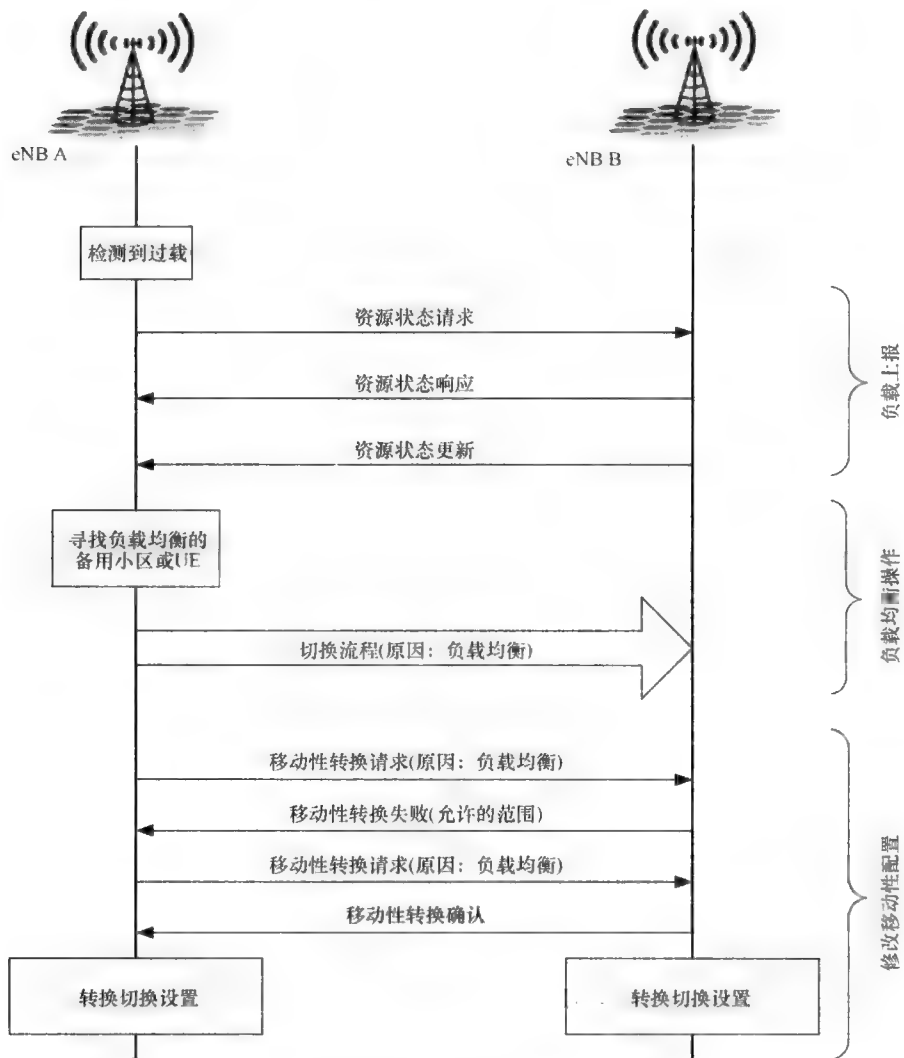 eNB A
eNB B
检测到过载
资源状态请求
资源状态响应
资源状态更新
负载上报
寻找负载均衡的
备用小区或UE
切换流程(原因：负载均衡)
负载均衡操作
移动性转换请求(原因：负载均衡)
移动性转换失败(允许的范围)
移动性转换请求(原因：负载均衡)
移动性转换确认
修改移动性配置
转换切换设置
转换切换设置